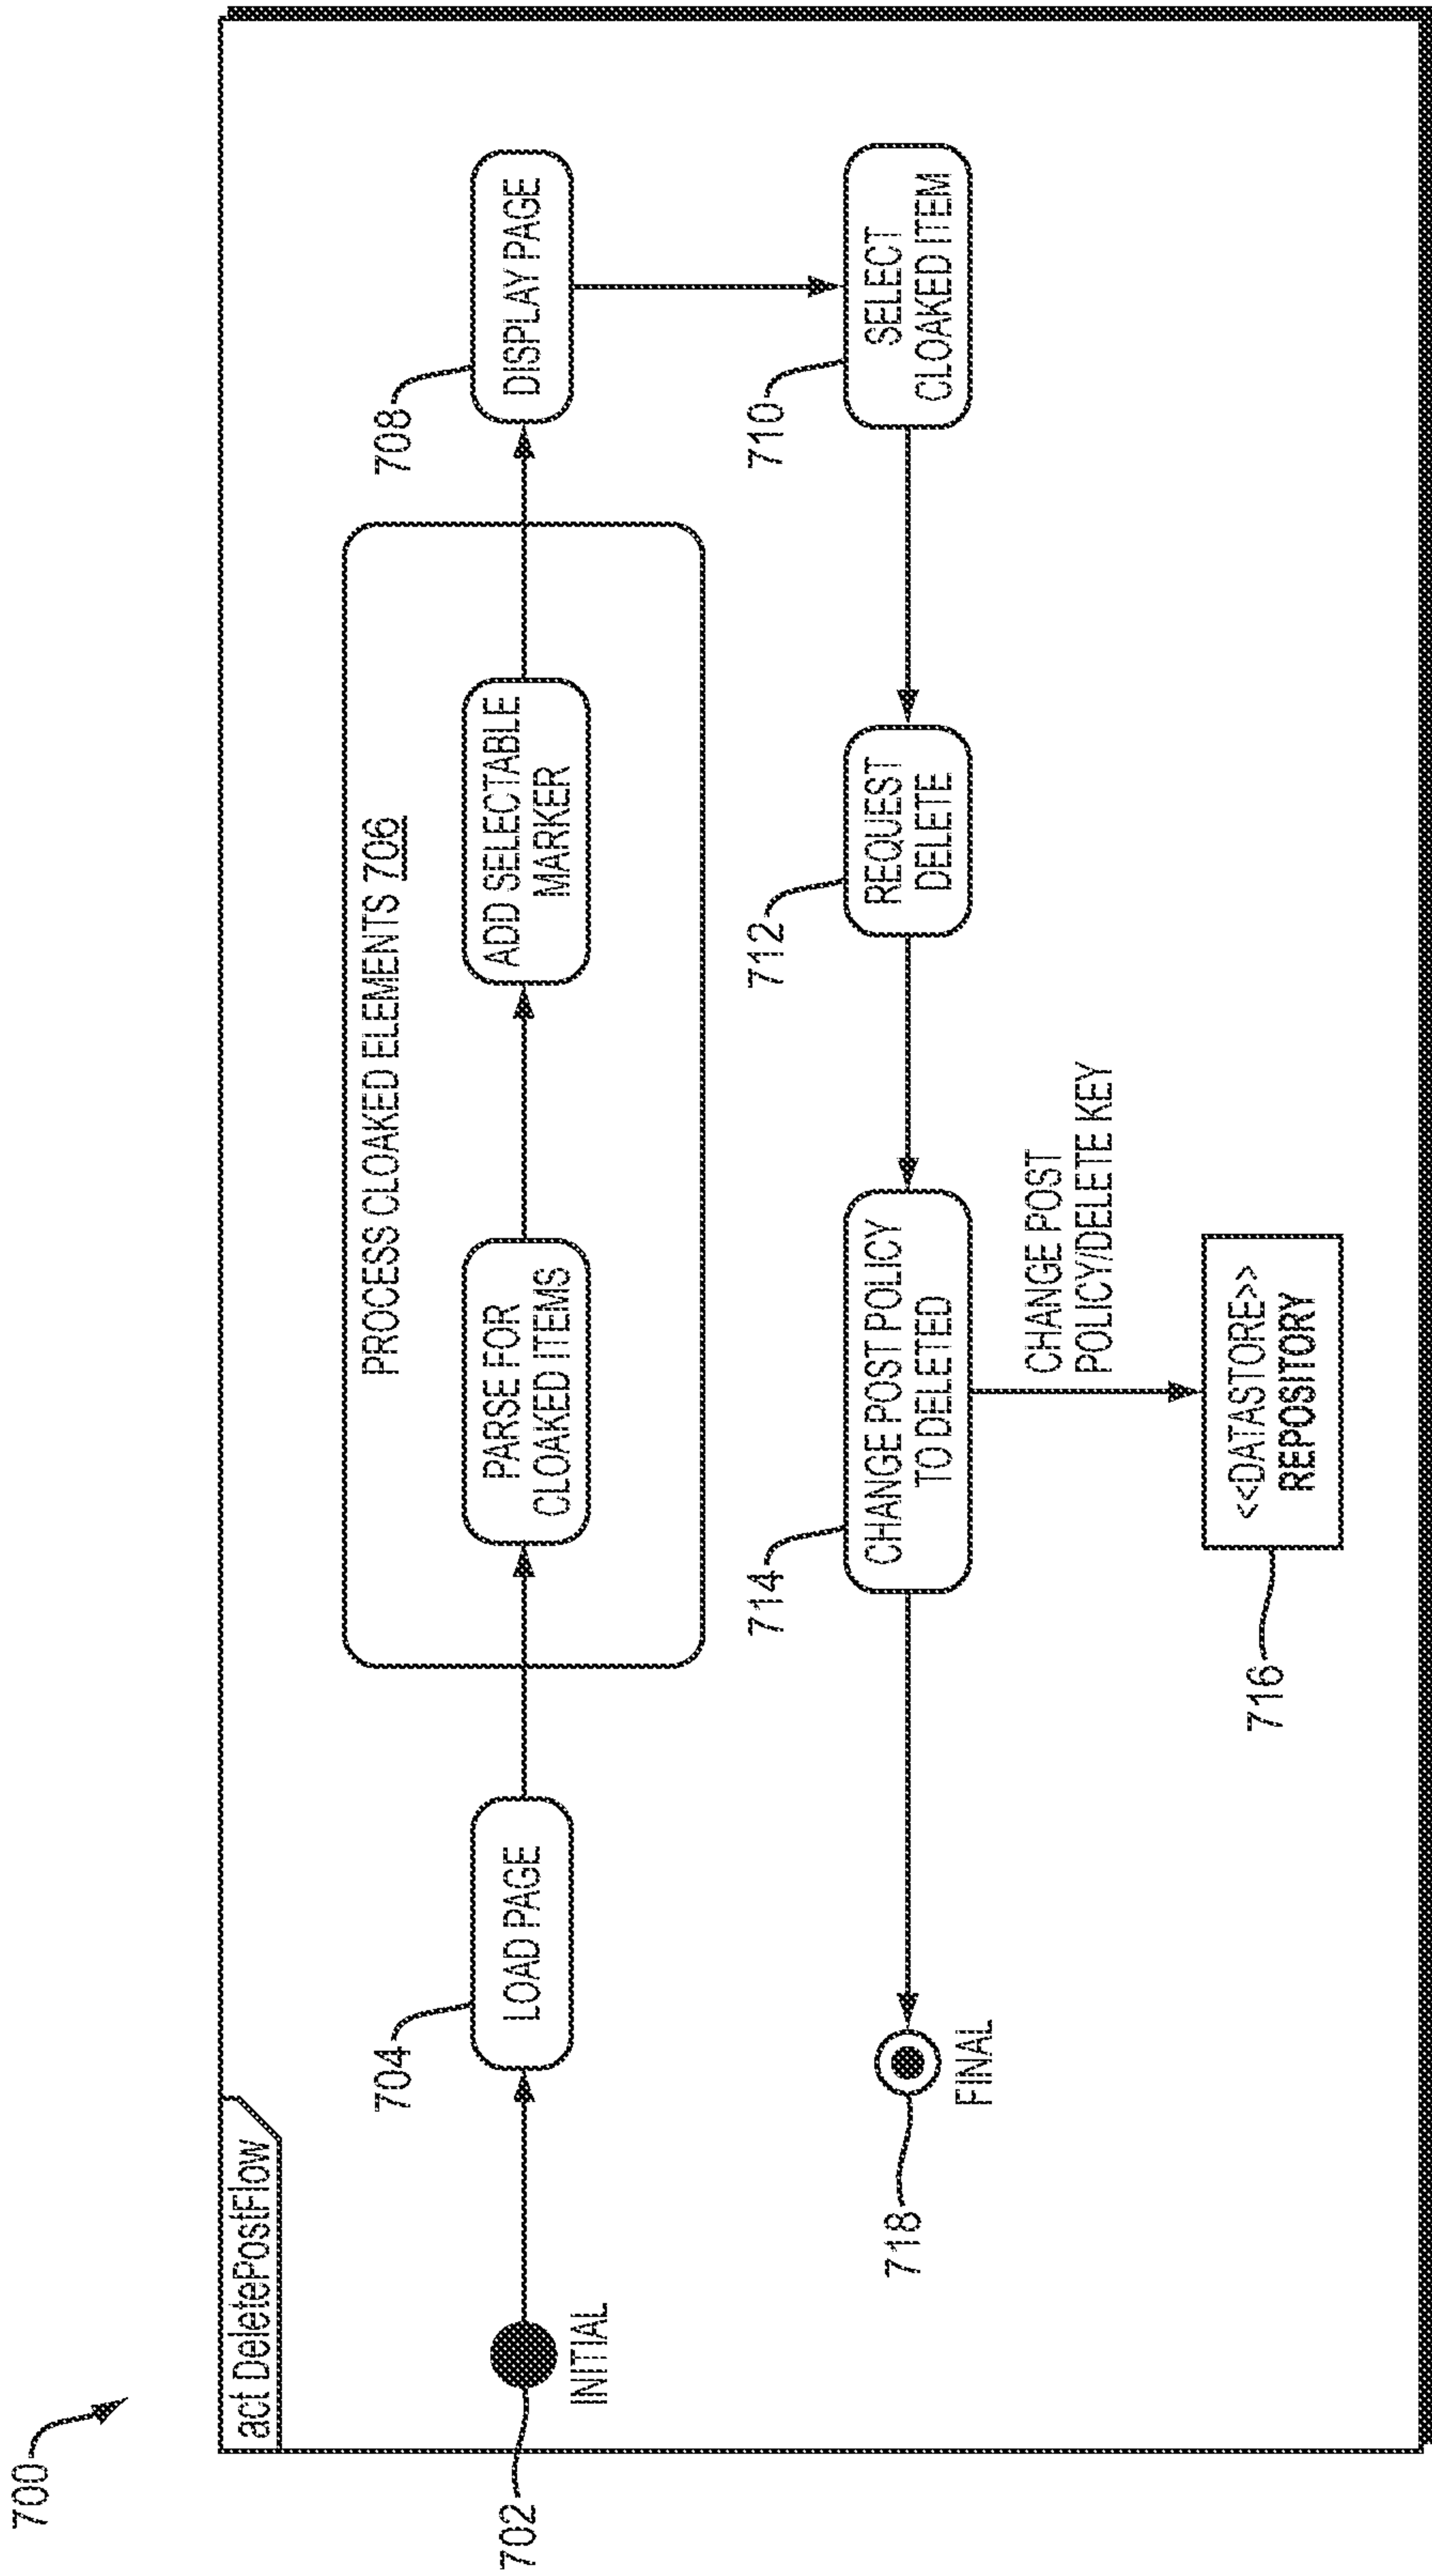 700
act DeletePostFlow
702
INITIAL
704
LOAD PAGE
PROCESS CLOAKED ELEMENTS 706
PARSE FOR
CLOAKED ITEMS
ADD SELECTABLE
MARKER
708
DISPLAY PAGE
710
SELECT
CLOAKED ITEM
712
REQUEST
DELETE
714
CHANGE POST POLICY
TO DELETED
CHANGE POST
POLICY/DELETE KEY
716
<<DATASTORE>>
REPOSITORY
718
FINAL